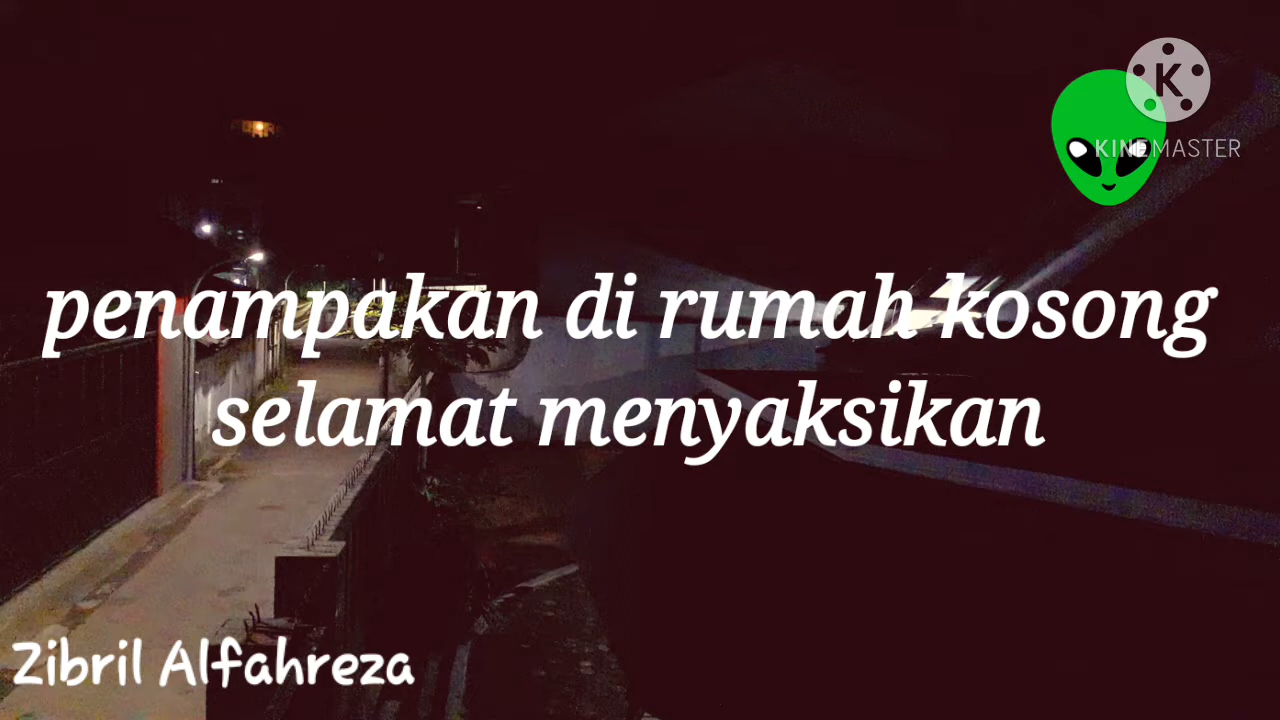 K
KINEMASTER
penampakan di rumah kosong
selamat menyaksikan
Zibril Alfahreza